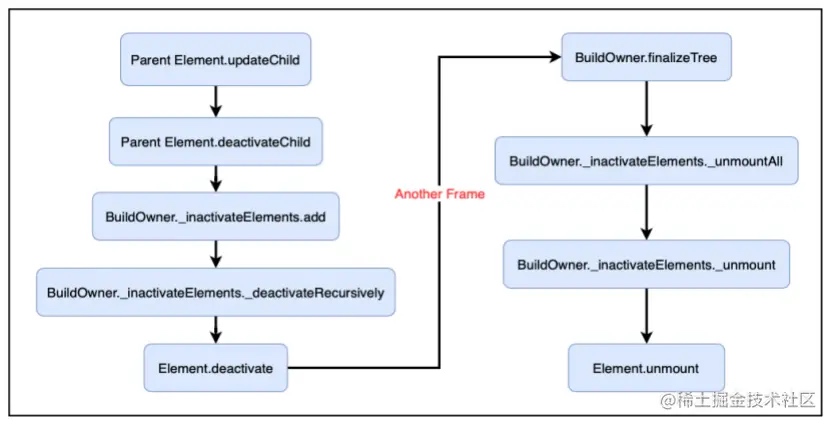 Parent Element.updateChild
Parent Element.deactivateChild
BuildOwner._inactivateElements.add
BuildOwner._inactivateElements._deactivateRecursively
Element.deactivate
Another Frame
BuildOwner.finalizeTree
BuildOwner._inactivateElements._unmountAll
BuildOwner._inactivateElements._unmount
Element.unmount
@稀土掘金技术社区